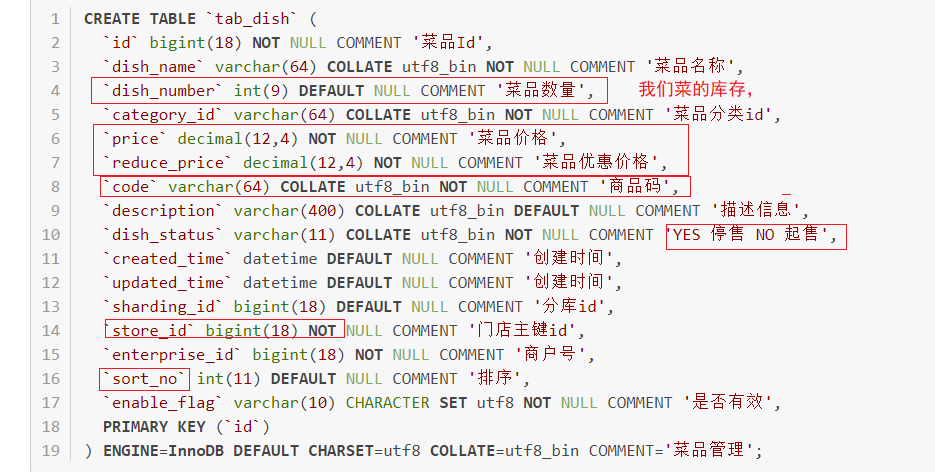 1 CREATE TABLE `tab_dish` (
2 `id` bigint(18) NOT NULL COMMENT '菜品Id',
3 `dish_name` varchar(64) COLLATE utf8_bin NOT NULL COMMENT '菜品名称',
4 `dish_number` int(9) DEFAULT NULL COMMENT '菜品数量', 我们菜的库存,
5 `category_id` varchar(64) COLLATE utf8_bin NOT NULL COMMENT '菜品分类id',
6 `price` decimal(12,4) NOT NULL COMMENT '菜品价格',
7 `reduce_price` decimal(12,4) NOT NULL COMMENT '菜品优惠价格',
8 `code` varchar(64) COLLATE utf8_bin NOT NULL COMMENT '商品码',
9 `description` varchar(400) COLLATE utf8_bin DEFAULT NULL COMMENT '描述信息',
10 `dish_status` varchar(11) COLLATE utf8_bin NOT NULL COMMENT 'YES 停售 NO 起售',
11 `created_time` datetime DEFAULT NULL COMMENT '创建时间',
12 `updated_time` datetime DEFAULT NULL COMMENT '创建时间',
13 `sharding_id` bigint(18) DEFAULT NULL COMMENT '分库id',
14 `store_id` bigint(18) NOT NULL COMMENT '门店主键id',
15 `enterprise_id` bigint(18) NOT NULL COMMENT '商户号',
16 `sort_no` int(11) DEFAULT NULL COMMENT '排序',
17 `enable_flag` varchar(10) CHARACTER SET utf8 NOT NULL COMMENT '是否有效',
18 PRIMARY KEY (`id`)
19 ) ENGINE=InnoDB DEFAULT CHARSET=utf8 COLLATE=utf8_bin COMMENT='菜品管理';